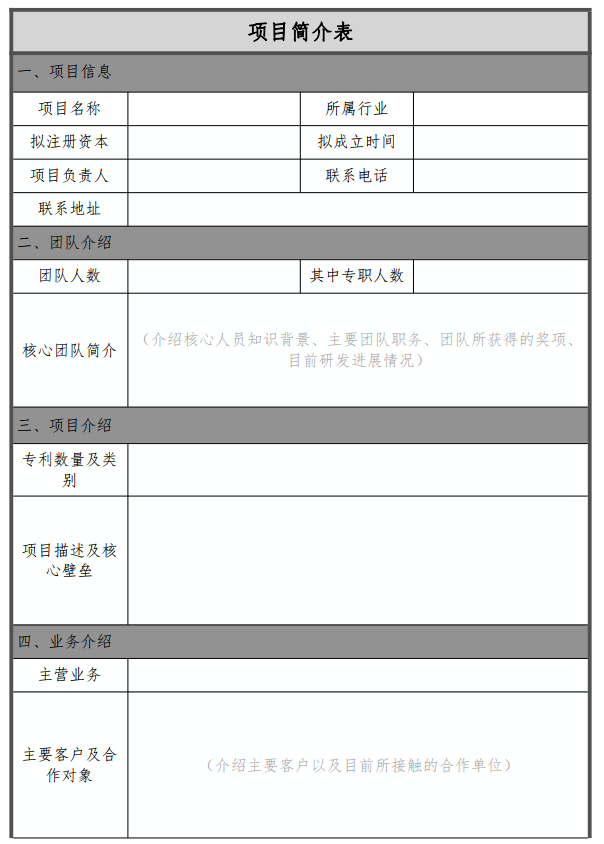 项目简介表
一、项目信息
项目名称
所属行业
拟注册资本
拟成立时间
项目负责人
联系电话
联系地址
二、团队介绍
团队人数
其中专职人数
核心团队简介
（介绍核心人员知识背景、主要团队职务、团队所获得的奖项、
目前研发进展情况）
三、项目介绍
专利数量及类
别
项目描述及核
心壁垒
四、业务介绍
主营业务
主要客户及合
作对象
（介绍主要客户以及目前所接触的合作单位）